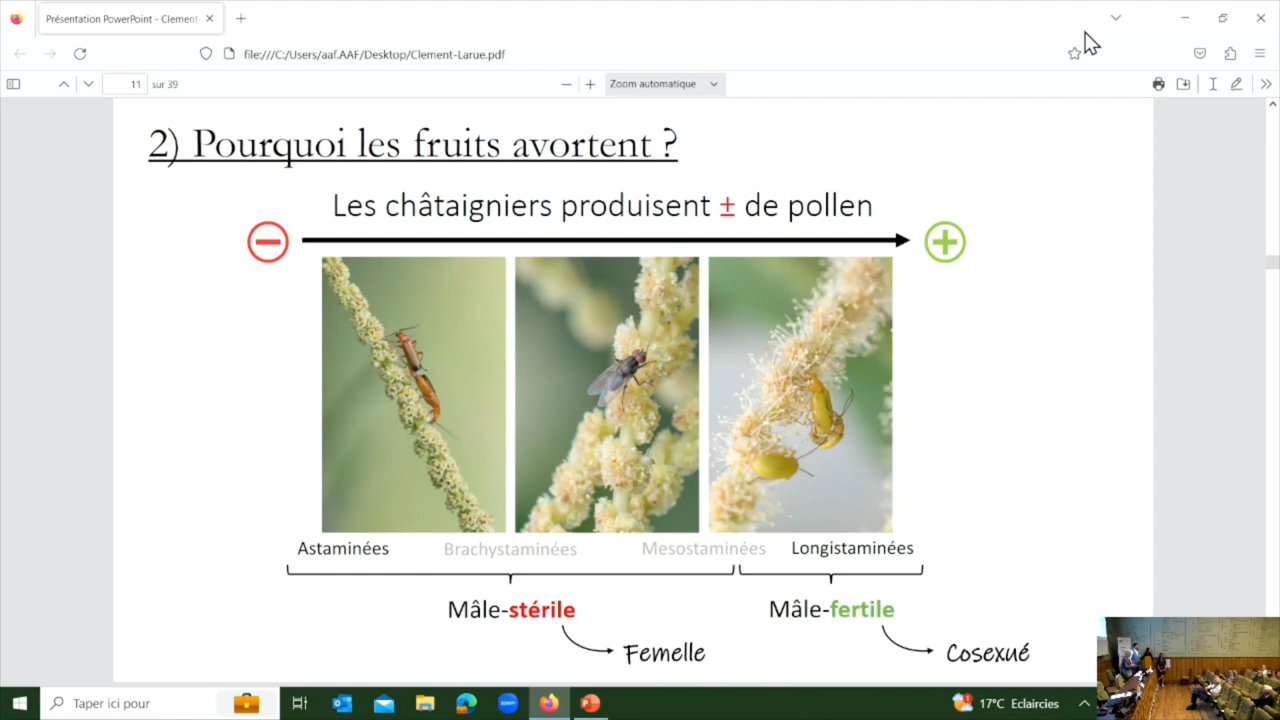 Présentation PowerPoint - Clement
file:///C:/Users/aaf.AAF/Desktop/Clement-Larue.pdf
11 sur 39
Zoom automatique
2) Pourquoi les fruits avortent ?
Les châtaigniers produisent ± de pollen
Astaminées Brachystaminées Mesostaminées Longistaminées
Mâle-stérile Mâle-fertile
Femelle Cosexué
Taper ici pour
zoom
17°C Eclaircies